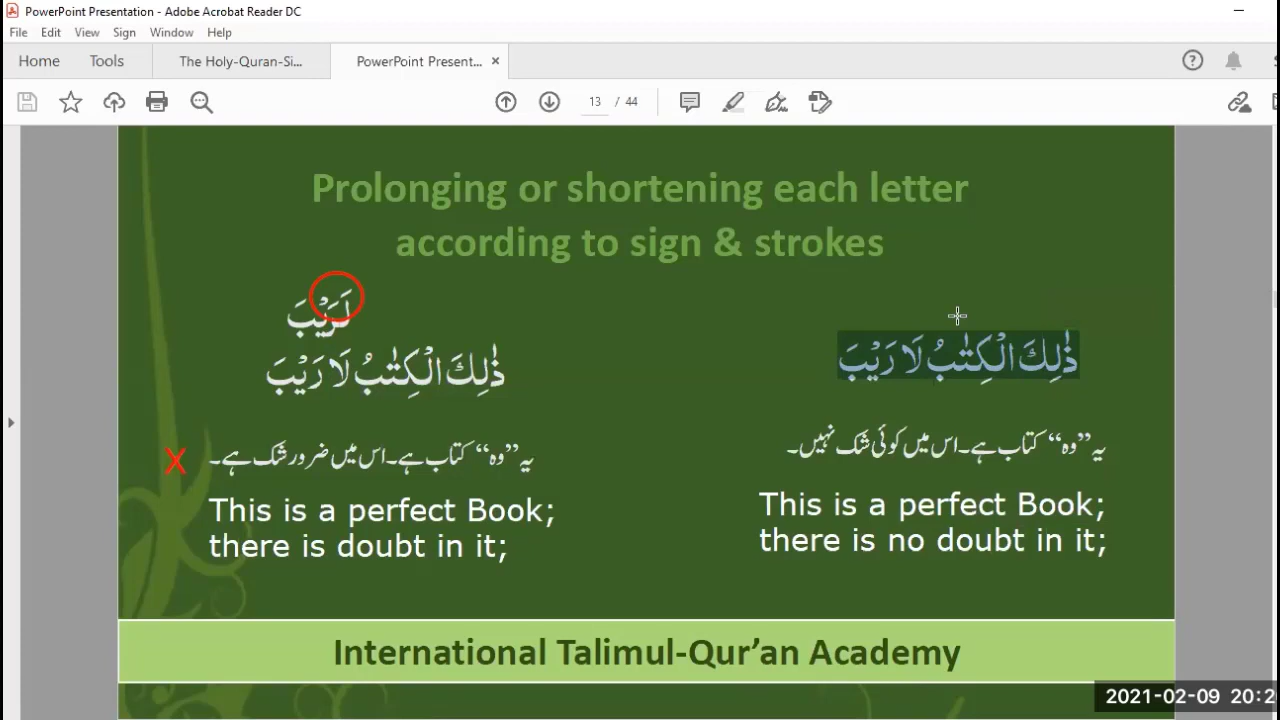 PowerPoint Presentation - Adobe Acrobat Reader DC
File Edit View Sign Window Help
Home Tools The Holy-Quran-Si... PowerPoint Present... ×
13 / 44
Prolonging or shortening each letter
according to sign & strokes
لَرَيْبَ
ذٰلِكَ الْكِتٰبُ لَا رَيْبَ
یہ ”وہ“ کتاب ہے۔ اس میں ضرور شک ہے۔
X
This is a perfect Book;
there is doubt in it;
ذٰلِكَ الْكِتٰبُ لَا رَيْبَ
یہ ”وہ“ کتاب ہے۔ اس میں کوئی شک نہیں۔
This is a perfect Book;
there is no doubt in it;
International Talimul-Qur’an Academy
2021-02-09 20:2